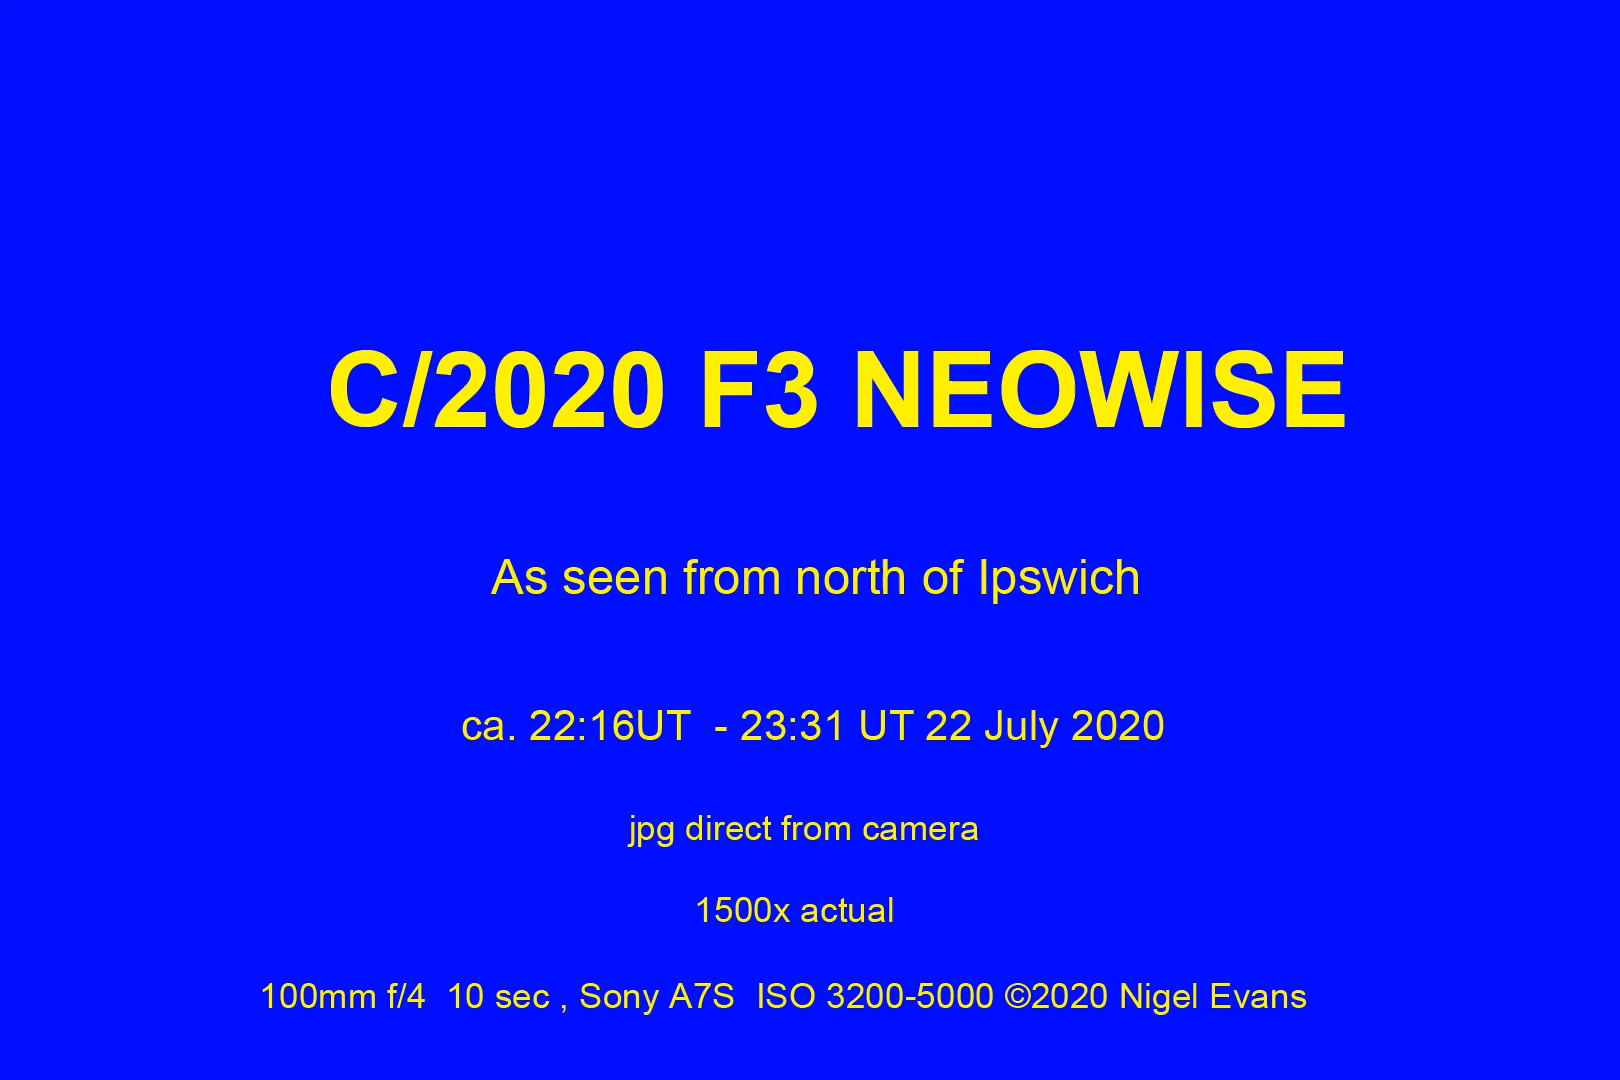 C/2020 F3 NEOWISE
As seen from north of Ipswich
ca. 22:16UT  - 23:31 UT 22 July 2020
jpg direct from camera
1500x actual
100mm f/4  10 sec , Sony A7S  ISO 3200-5000 ©2020 Nigel Evans